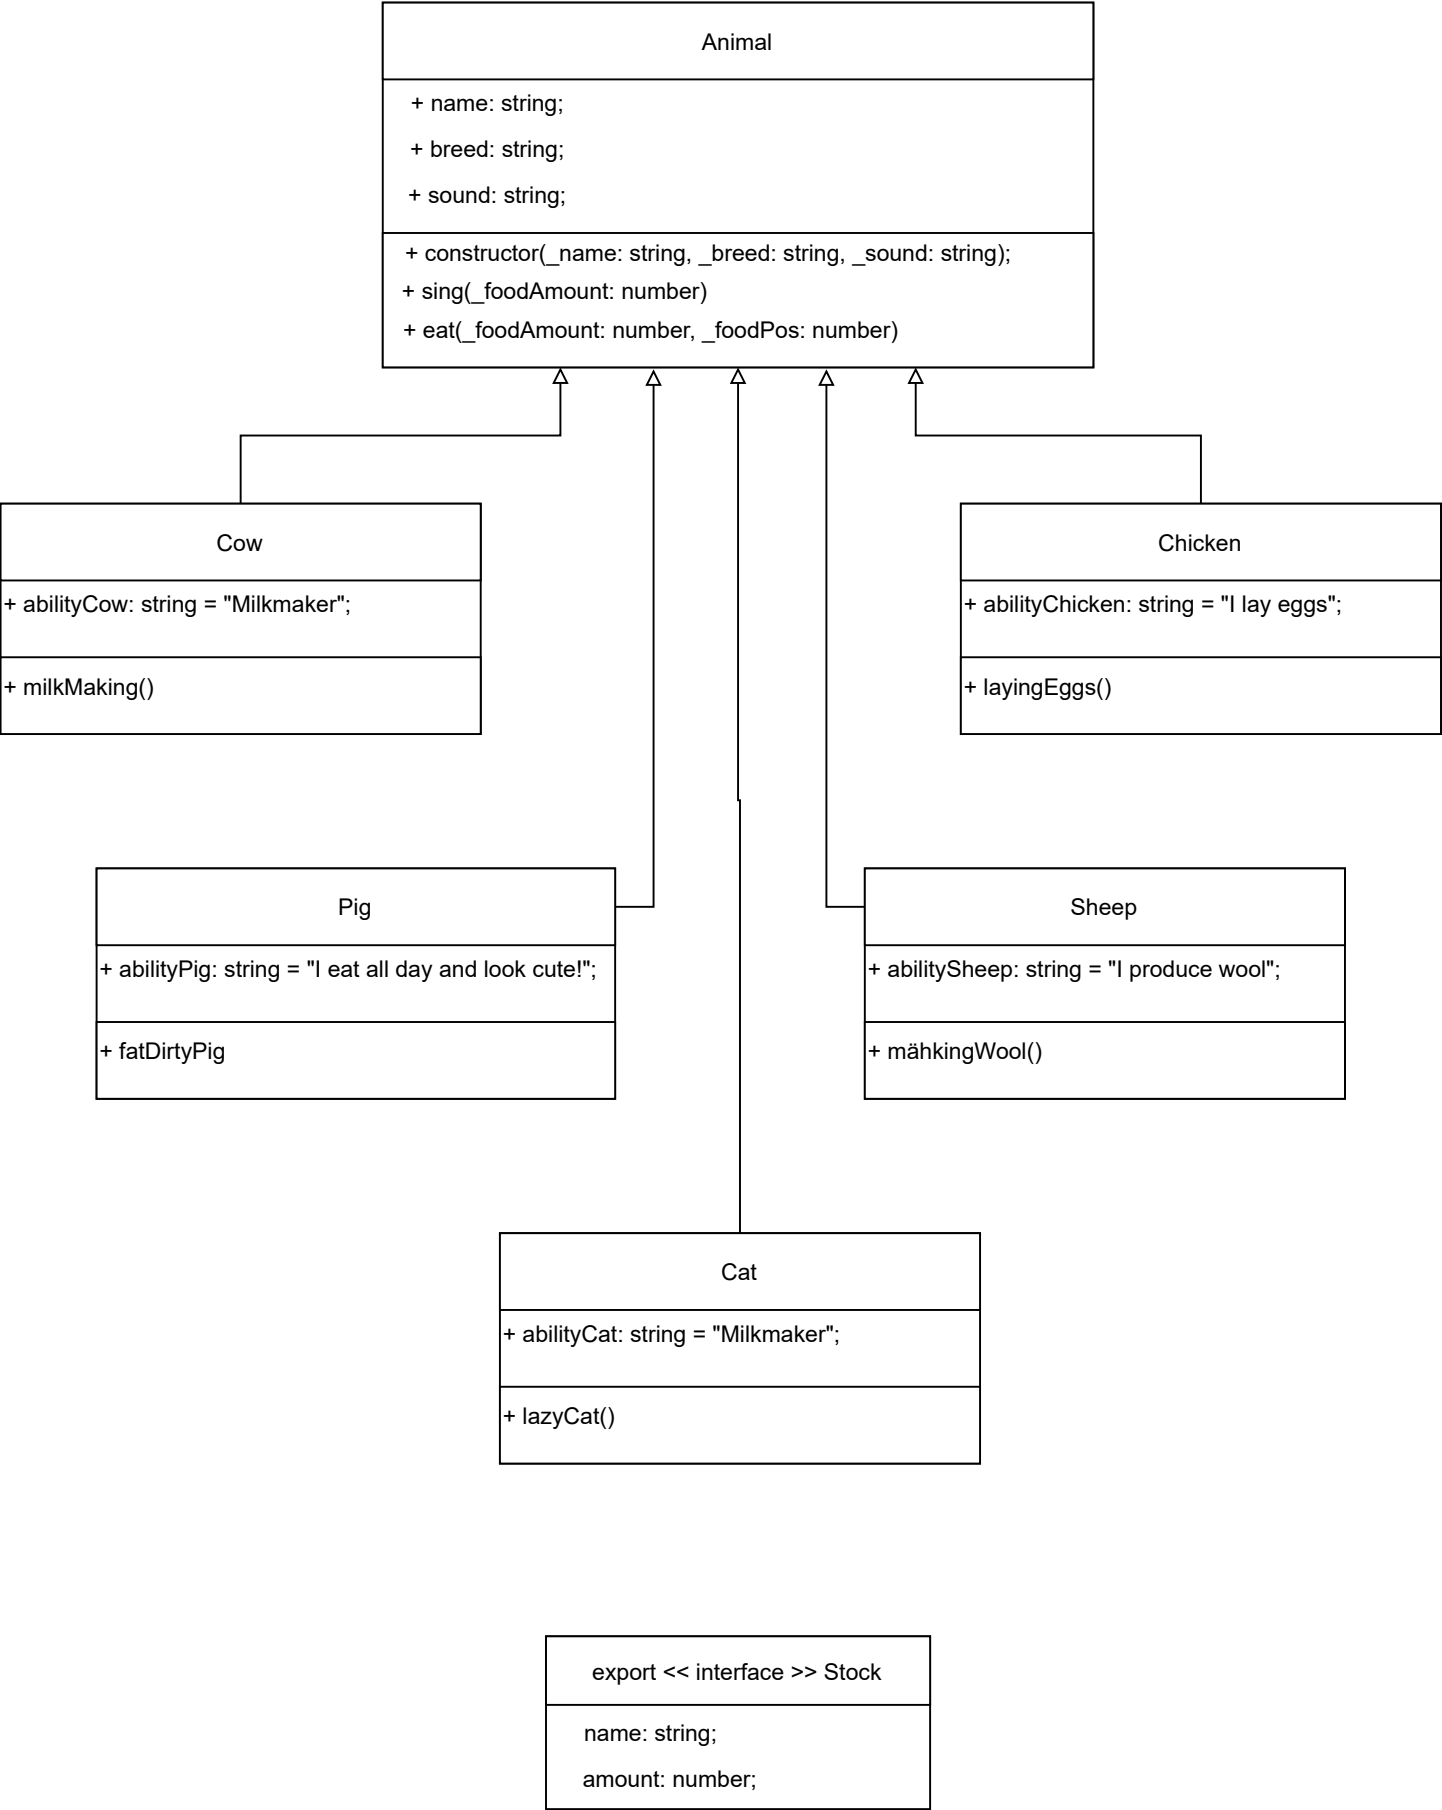 Animal
+ name: string;
+ breed: string;
+ sound: string;
+ constructor(_name: string, _breed: string, _sound: string);
+ sing(_foodAmount: number)
+ eat(_foodAmount: number, _foodPos: number)
Cow
+ abilityCow: string = "Milkmaker";
+ milkMaking()
Chicken
+ abilityChicken: string = "I lay eggs";
+ layingEggs()
Pig
+ abilityPig: string = "I eat all day and look cute!";
+ fatDirtyPig
Sheep
+ abilitySheep: string = "I produce wool";
+ mähkingWool()
Cat
+ abilityCat: string = "Milkmaker";
+ lazyCat()
export << interface >> Stock
name: string;
amount: number;